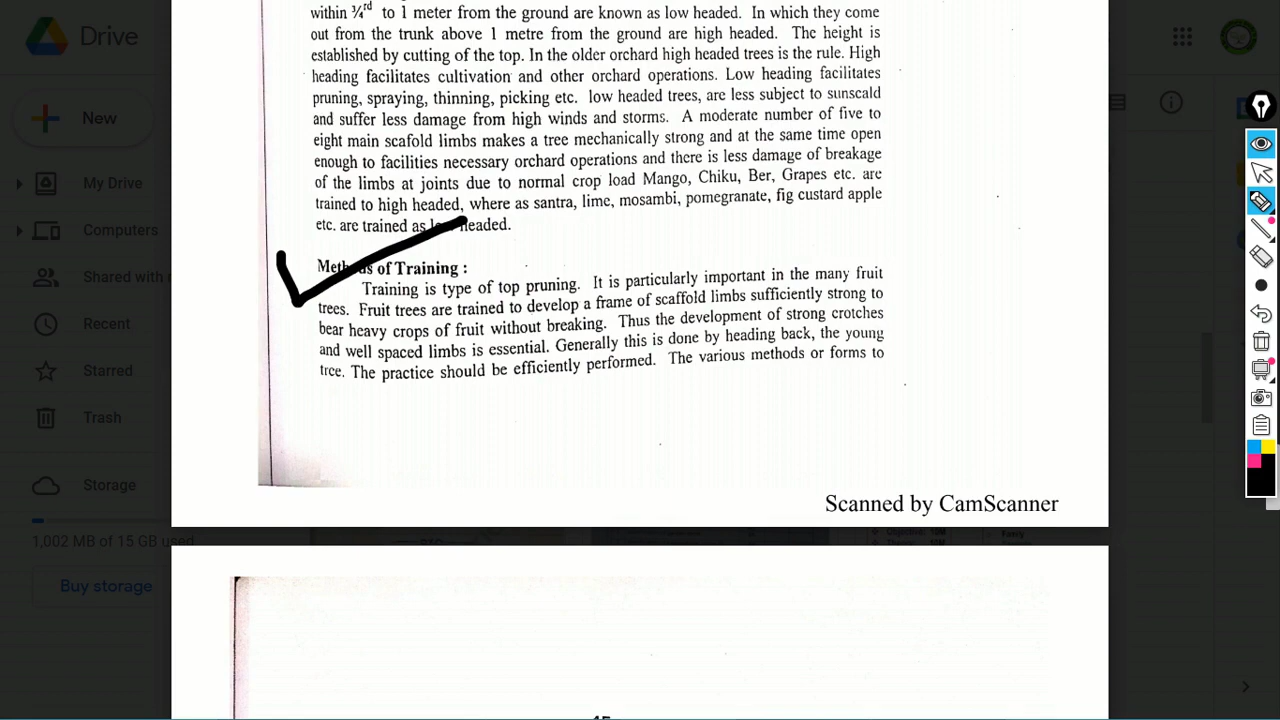 Drive
New
My Drive
Computers
Shared with
Recent
Starred
Trash
Storage
1,002 MB of 15 GB used
Buy storage
within ¾rd to 1 meter from the ground are known as low headed. In which they come
out from the trunk above 1 metre from the ground are high headed. The height is
established by cutting of the top. In the older orchard high headed trees is the rule. High
heading facilitates cultivation and other orchard operations. Low heading facilitates
pruning, spraying, thinning, picking etc. low headed trees, are less subject to sunscald
and suffer less damage from high winds and storms. A moderate number of five to
eight main scafold limbs makes a tree mechanically strong and at the same time open
enough to facilities necessary orchard operations and there is less damage of breakage
of the limbs at joints due to normal crop load Mango, Chiku, Ber, Grapes etc. are
trained to high headed, where as santra, lime, mosambi, pomegranate, fig custard apple
etc. are trained as low headed.
Methods of Training :
Training is type of top pruning. It is particularly important in the many fruit
trees. Fruit trees are trained to develop a frame of scaffold limbs sufficiently strong to
bear heavy crops of fruit without breaking. Thus the development of strong crotches
and well spaced limbs is essential. Generally this is done by heading back, the young
tree. The practice should be efficiently performed. The various methods or forms to
Scanned by CamScanner